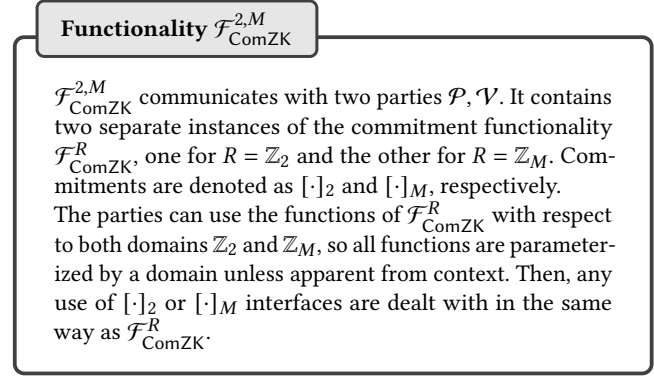 Functionality $\mathcal{F}_{\mathsf{ComZK}}^{2,M}$
$\mathcal{F}_{\mathsf{ComZK}}^{2,M}$ communicates with two parties $\mathcal{P}, \mathcal{V}$. It contains
two separate instances of the commitment functionality
$\mathcal{F}_{\mathsf{ComZK}}^{R}$, one for $R = \mathbb{Z}_2$ and the other for $R = \mathbb{Z}_M$. Com-
mitments are denoted as $[\cdot]_2$ and $[\cdot]_M$, respectively.
The parties can use the functions of $\mathcal{F}_{\mathsf{ComZK}}^{R}$ with respect
to both domains $\mathbb{Z}_2$ and $\mathbb{Z}_M$, so all functions are parameter-
ized by a domain unless apparent from context. Then, any
use of $[\cdot]_2$ or $[\cdot]_M$ interfaces are dealt with in the same
way as $\mathcal{F}_{\mathsf{ComZK}}^{R}$.